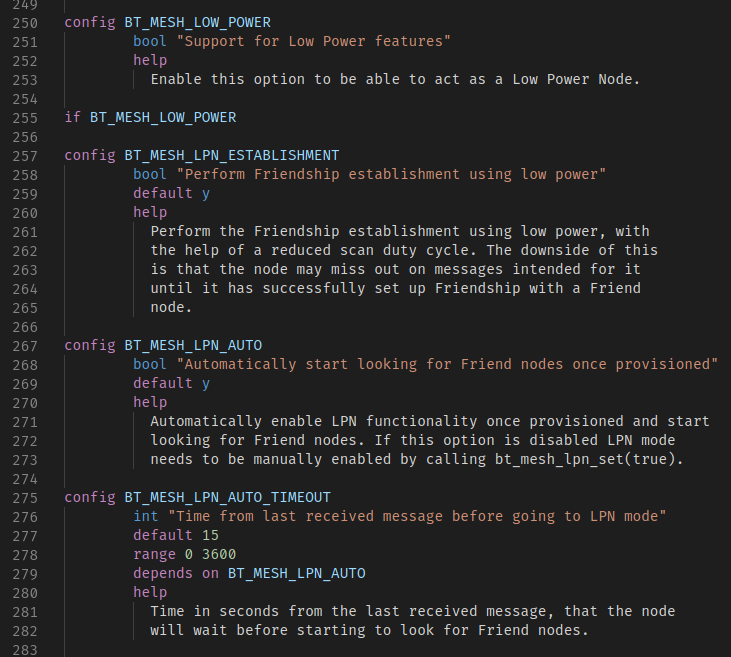 249
250 config BT_MESH_LOW_POWER
251 bool "Support for Low Power features"
252 help
253 Enable this option to be able to act as a Low Power Node.
254
255 if BT_MESH_LOW_POWER
256
257 config BT_MESH_LPN_ESTABLISHMENT
258 bool "Perform Friendship establishment using low power"
259 default y
260 help
261 Perform the Friendship establishment using low power, with
262 the help of a reduced scan duty cycle. The downside of this
263 is that the node may miss out on messages intended for it
264 until it has successfully set up Friendship with a Friend
265 node.
266
267 config BT_MESH_LPN_AUTO
268 bool "Automatically start looking for Friend nodes once provisioned"
269 default y
270 help
271 Automatically enable LPN functionality once provisioned and start
272 looking for Friend nodes. If this option is disabled LPN mode
273 needs to be manually enabled by calling bt_mesh_lpn_set(true).
274
275 config BT_MESH_LPN_AUTO_TIMEOUT
276 int "Time from last received message before going to LPN mode"
277 default 15
278 range 0 3600
279 depends on BT_MESH_LPN_AUTO
280 help
281 Time in seconds from the last received message, that the node
282 will wait before starting to look for Friend nodes.
283